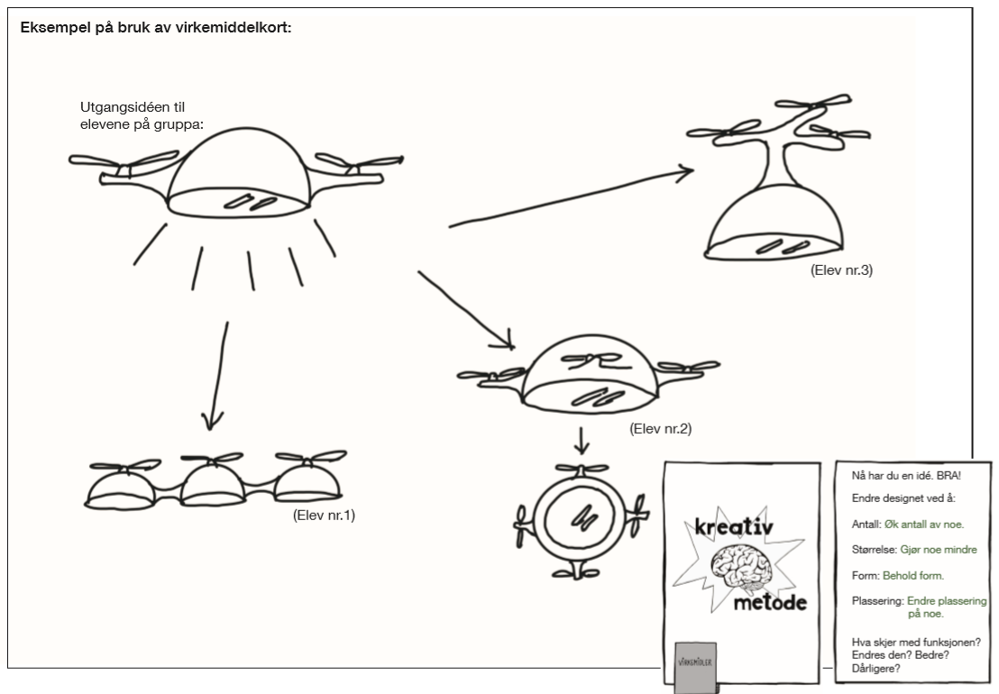 Eksempel på bruk av virkemiddelkort:
Utgangsidéen til
elevene på gruppa:
(Elev nr.3)
(Elev nr.2)
(Elev nr.1)
kreativ
metode
VIRKEMIDLER
Nå har du en idé. BRA!
Endre designet ved å:
Antall: Øk antall av noe.
Størrelse: Gjør noe mindre
Form: Behold form.
Plassering: Endre plassering
på noe.
Hva skjer med funksjonen?
Endres den? Bedre?
Dårligere?